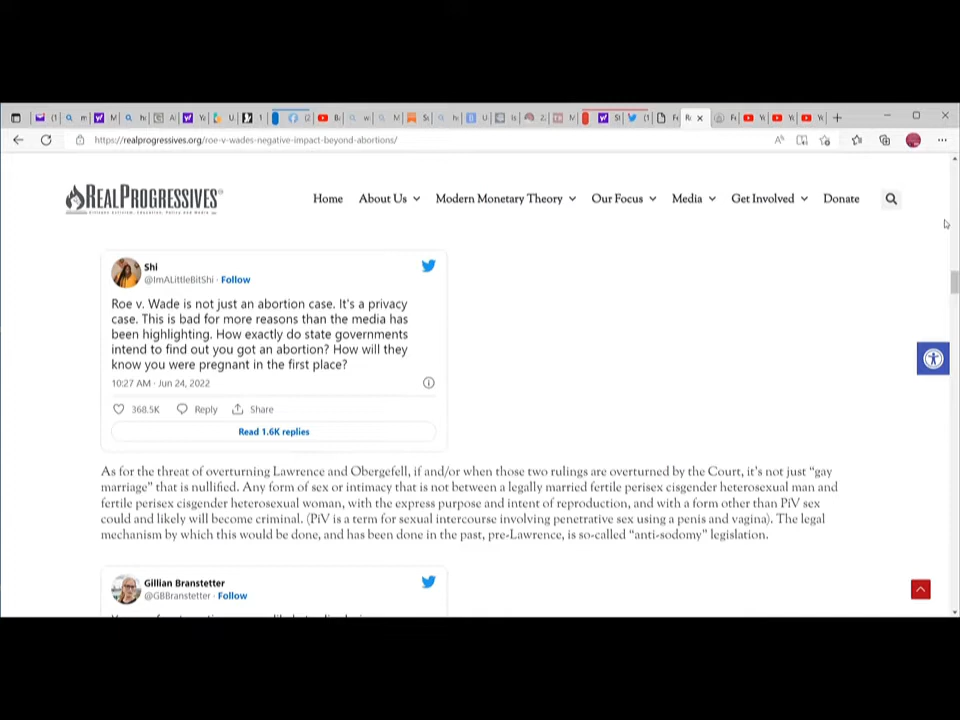 https://realprogressives.org/roe-v-wades-negative-impact-beyond-abortions/
REALPROGRESSIVES
Home About Us Modern Monetary Theory Our Focus Media Get Involved Donate
Shi
@ImALittleBitShi · Follow
Roe v. Wade is not just an abortion case. It's a privacy
case. This is bad for more reasons than the media has
been highlighting. How exactly do state governments
intend to find out you got an abortion? How will they
know you were pregnant in the first place?
10:27 AM · Jun 24, 2022
368.5K Reply Share
Read 1.6K replies
As for the threat of overturning Lawrence and Obergefell, if and/or when those two rulings are overturned by the Court, it's not just "gay
marriage" that is nullified. Any form of sex or intimacy that is not between a legally married fertile perisex cisgender heterosexual man and
fertile perisex cisgender heterosexual woman, with the express purpose and intent of reproduction, and with a form other than PiV sex
could and likely will become criminal. (PiV is a term for sexual intercourse involving penetrative sex using a penis and vagina). The legal
mechanism by which this would be done, and has been done in the past, pre-Lawrence, is so-called "anti-sodomy" legislation.
Gillian Branstetter
@GBBranstetter · Follow